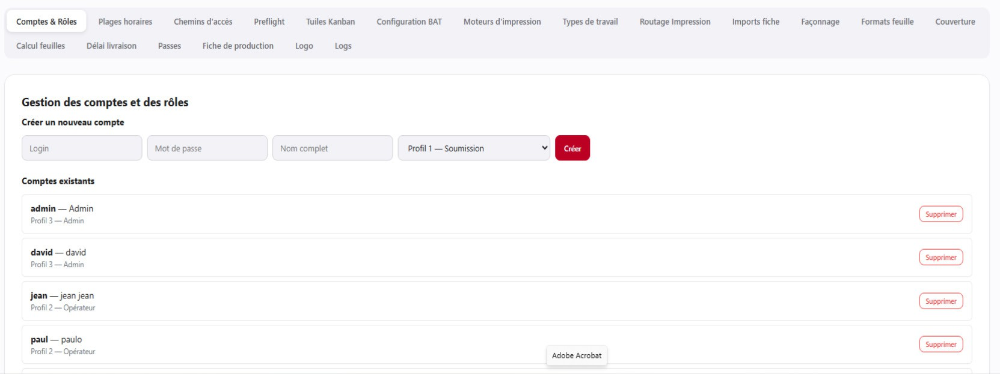 Comptes & Rôles Plages horaires Chemins d'accès Preflight Tuiles Kanban Configuration BAT Moteurs d'impression Types de travail Routage Impression Imports fiche Façonnage Formats feuille Couverture
Calcul feuilles Délai livraison Passes Fiche de production Logo Logs
Gestion des comptes et des rôles
Créer un nouveau compte
Login Mot de passe Nom complet Profil 1 — Soumission Créer
Comptes existants
admin — Admin
Profil 3 — Admin
Supprimer
david — david
Profil 3 — Admin
Supprimer
jean — jean jean
Profil 2 — Opérateur
Supprimer
paul — paulo
Profil 2 — Opérateur
Supprimer
Adobe Acrobat